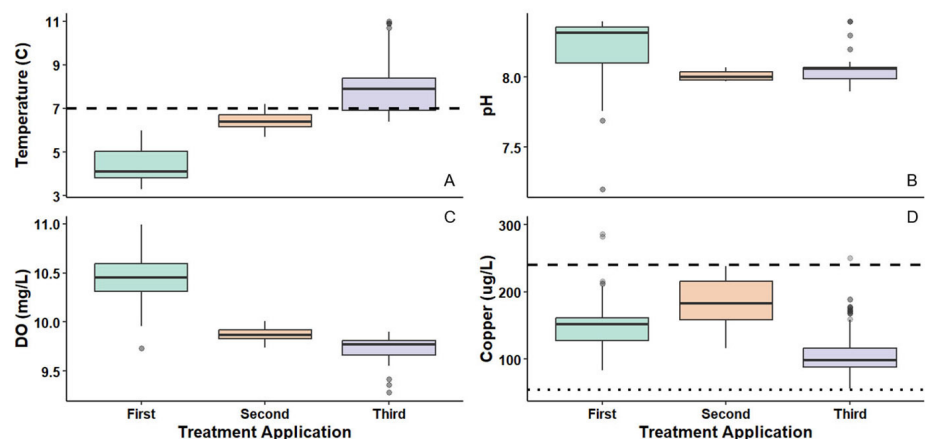 Temperature (C)
11
9
7
5
3
A
pH
8.0
7.5
B
DO (mg/L)
11.0
10.5
10.0
9.5
C
First
Second
Third
Treatment Application
Copper (ug/L)
300
200
100
D
First
Second
Third
Treatment Application